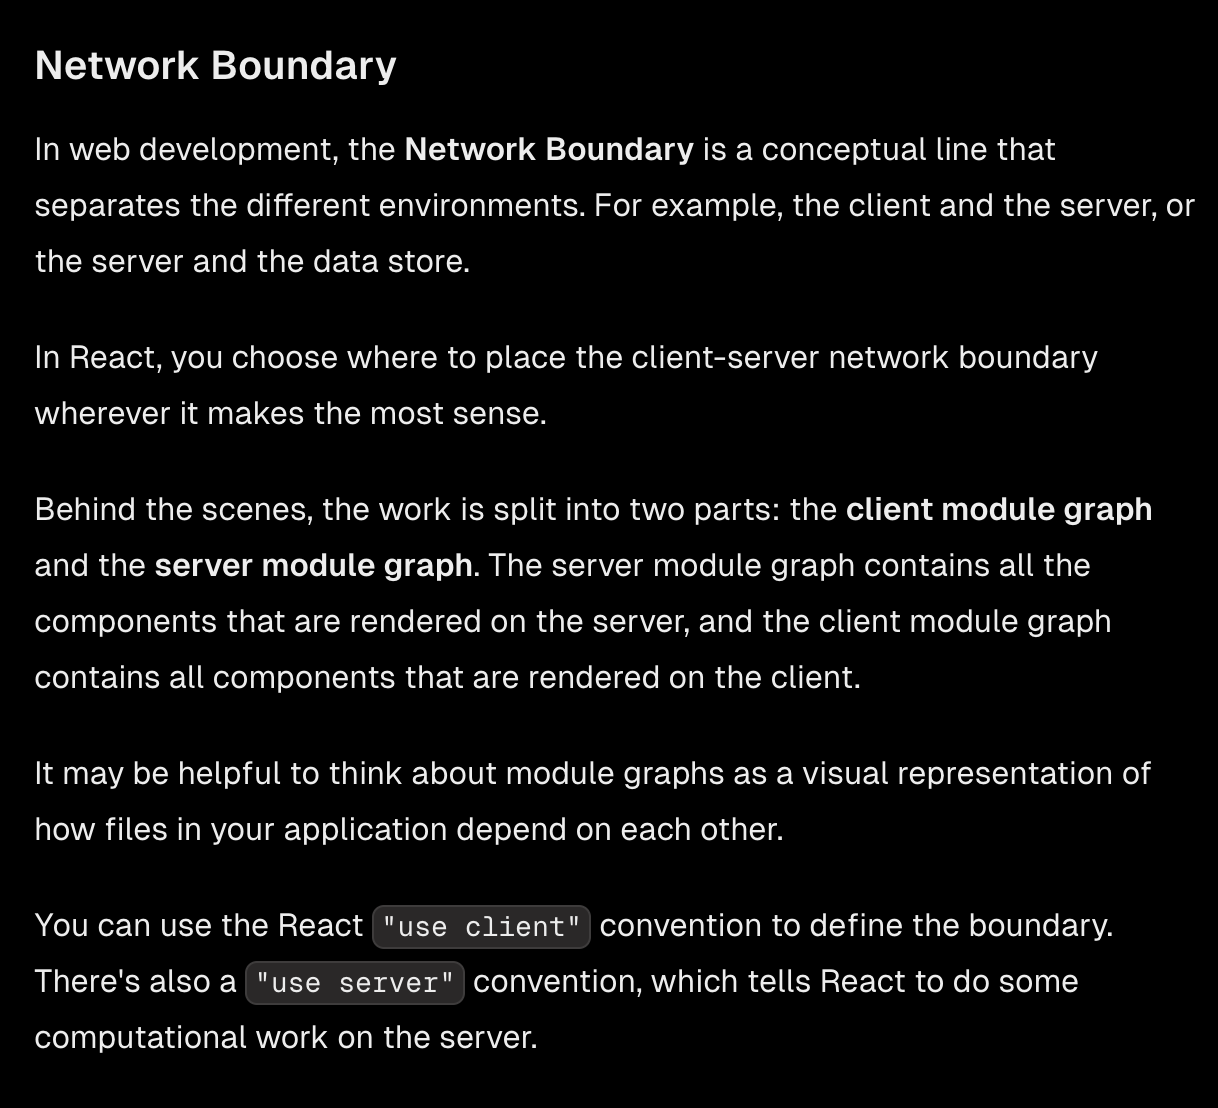 Network Boundary
In web development, the Network Boundary is a conceptual line that
separates the different environments. For example, the client and the server, or
the server and the data store.
In React, you choose where to place the client-server network boundary
wherever it makes the most sense.
Behind the scenes, the work is split into two parts: the client module graph
and the server module graph. The server module graph contains all the
components that are rendered on the server, and the client module graph
contains all components that are rendered on the client.
It may be helpful to think about module graphs as a visual representation of
how files in your application depend on each other.
You can use the React "use client" convention to define the boundary.
There's also a "use server" convention, which tells React to do some
computational work on the server.